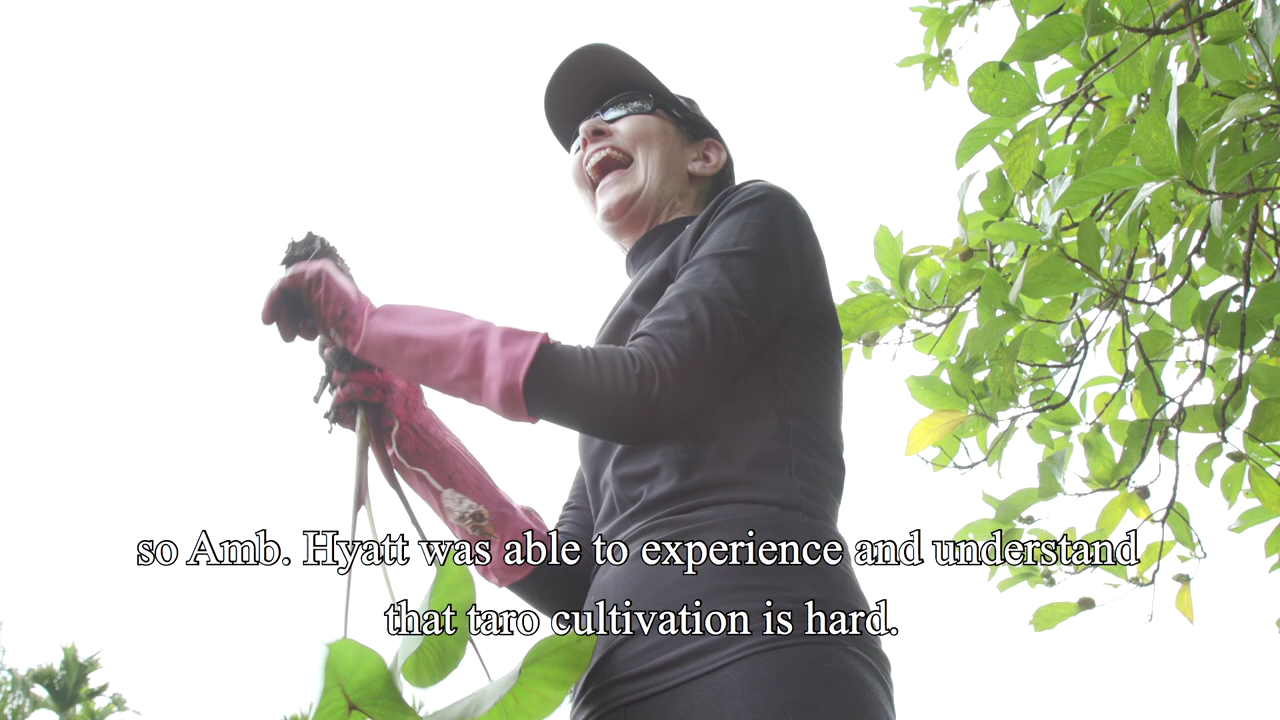 so Amb. Hyatt was able to experience and understand
that taro cultivation is hard.